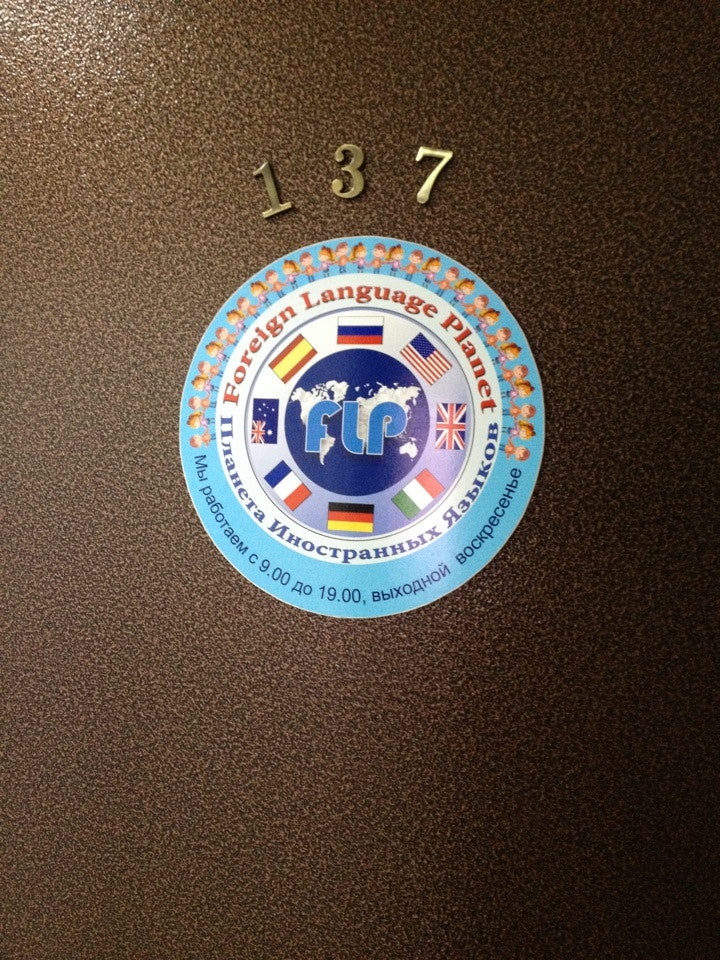 137
Foreign Language Planet
FLP
Планета Иностранных Языков
Мы работаем с 9.00 до 19.00, выходной воскресенье